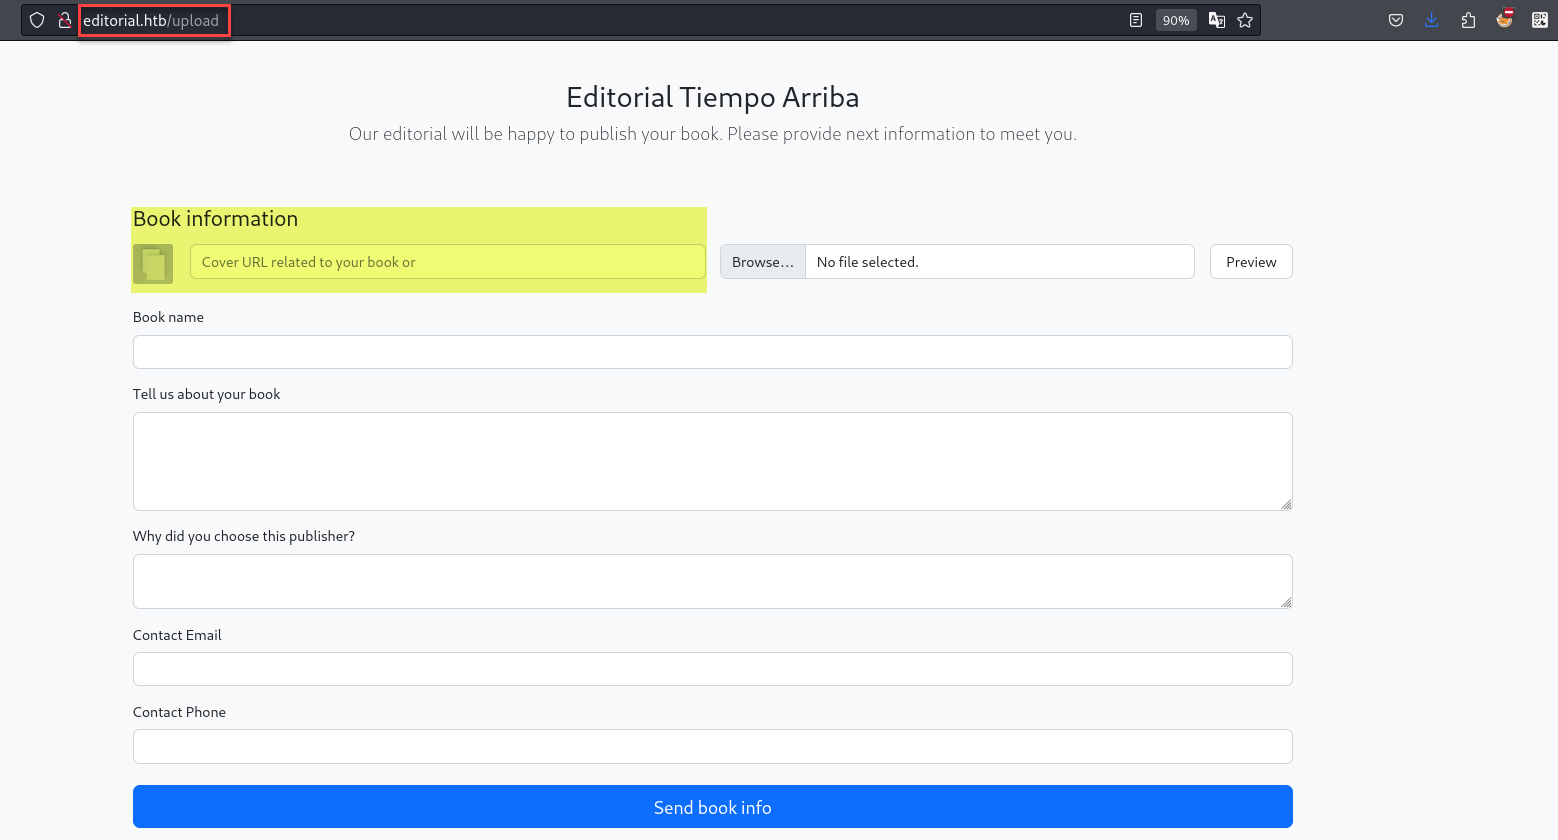 editorial.htb/upload
90%
Editorial Tiempo Arriba
Our editorial will be happy to publish your book. Please provide next information to meet you.
Book information
Cover URL related to your book or
Browse... No file selected.
Preview
Book name
Tell us about your book
Why did you choose this publisher?
Contact Email
Contact Phone
Send book info